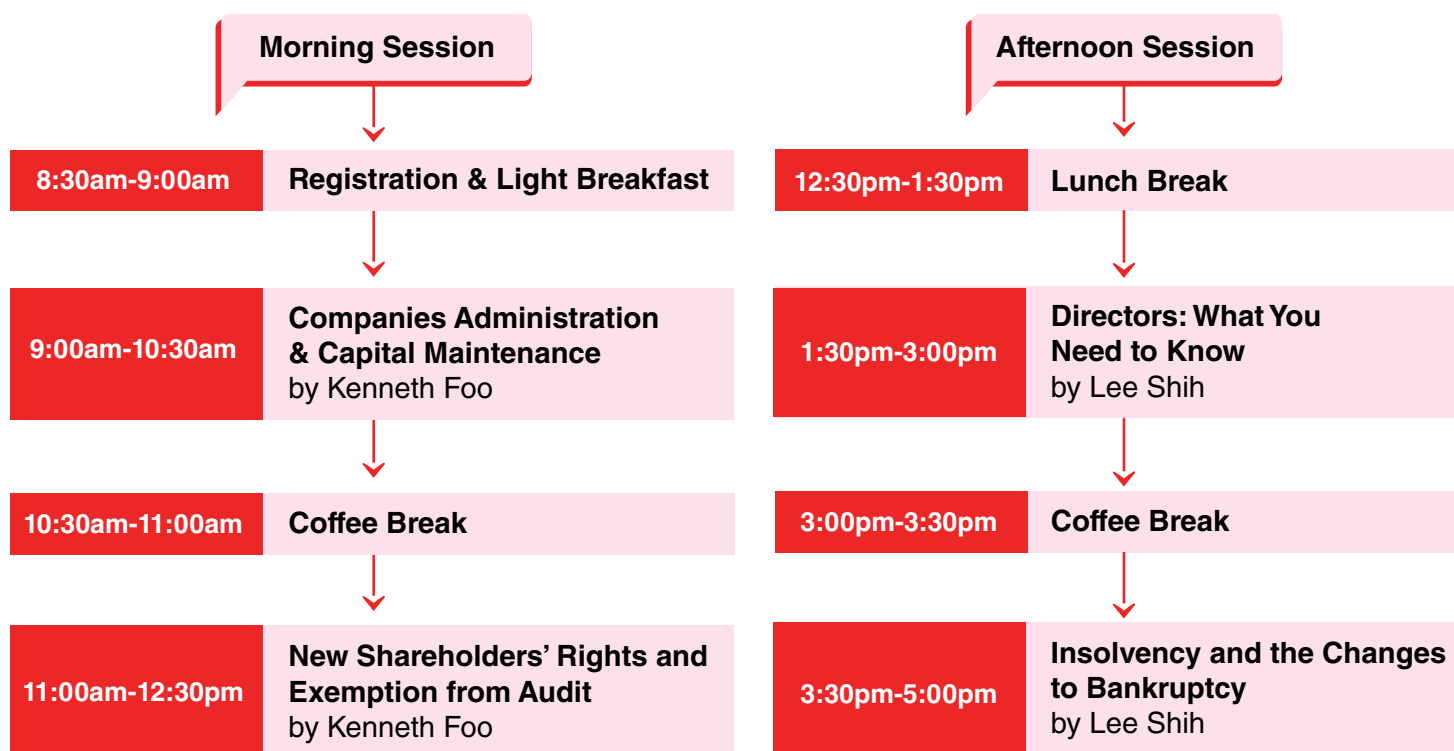 Morning Session
8:30am-9:00am
Registration & Light Breakfast
9:00am-10:30am
Companies Administration
& Capital Maintenance
by Kenneth Foo
10:30am-11:00am
Coffee Break
11:00am-12:30pm
New Shareholders’ Rights and
Exemption from Audit
by Kenneth Foo
Afternoon Session
12:30pm-1:30pm
Lunch Break
1:30pm-3:00pm
Directors: What You
Need to Know
by Lee Shih
3:00pm-3:30pm
Coffee Break
3:30pm-5:00pm
Insolvency and the Changes
to Bankruptcy
by Lee Shih